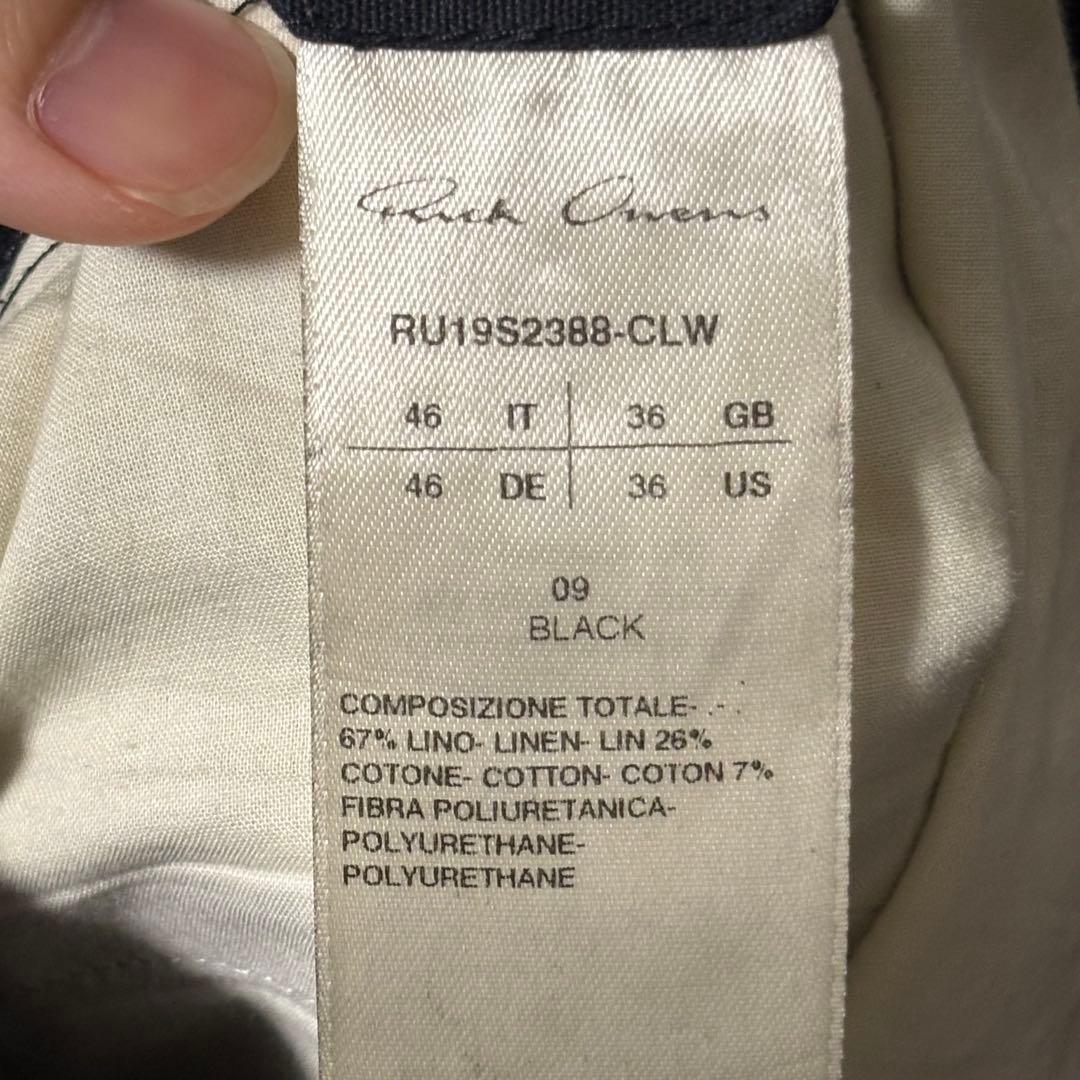 Rick Owens
RU19S2388-CLW
46 IT 36 GB
46 DE 36 US
09
BLACK
COMPOSIZIONE TOTALE- .- .
67% LINO- LINEN- LIN 26%
COTONE- COTTON- COTON 7%
FIBRA POLIURETANICA-
POLYURETHANE-
POLYURETHANE